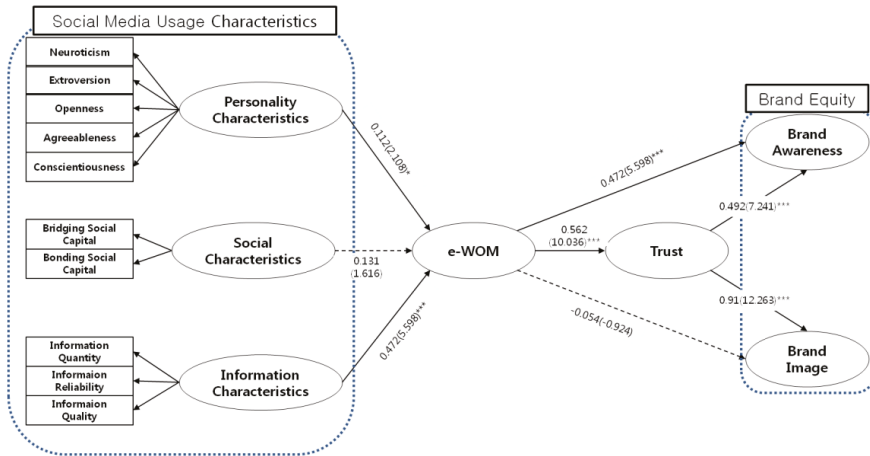 Social Media Usage Characteristics
Neuroticism
Extroversion
Openness
Agreeableness
Conscientiousness
Personality
Characteristics
0.112(2.108)*
Bridging Social
Capital
Bonding Social
Capital
Social
Characteristics
0.131
(1.616)
Information
Quantity
Informaion
Reliability
Informaion
Quality
Information
Characteristics
0.472(5.598)***
e-WOM
0.472(5.598)***
0.562
(10.036)***
-0.054(-0.924)
Trust
0.492(7.241)***
0.91(12.263)***
Brand Equity
Brand
Awareness
Brand
Image